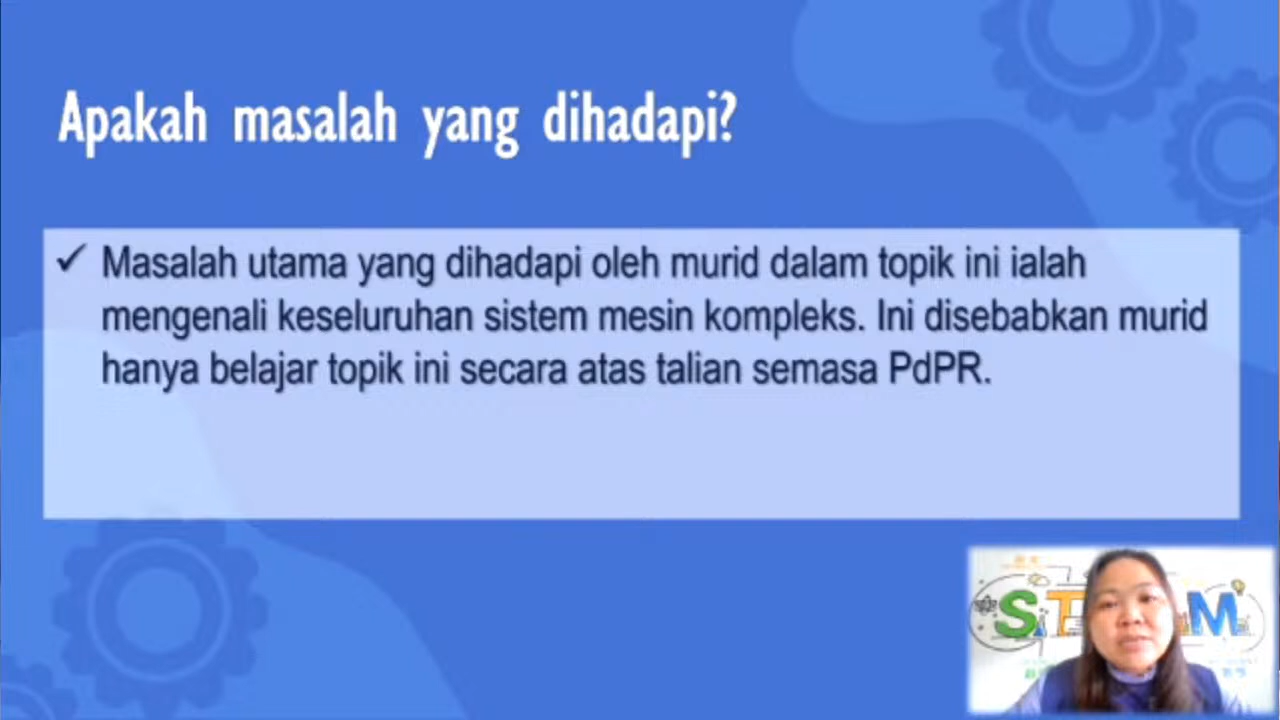 Apakah masalah yang dihadapi?
✓ Masalah utama yang dihadapi oleh murid dalam topik ini ialah
mengenali keseluruhan sistem mesin kompleks. Ini disebabkan murid
hanya belajar topik ini secara atas talian semasa PdPR.